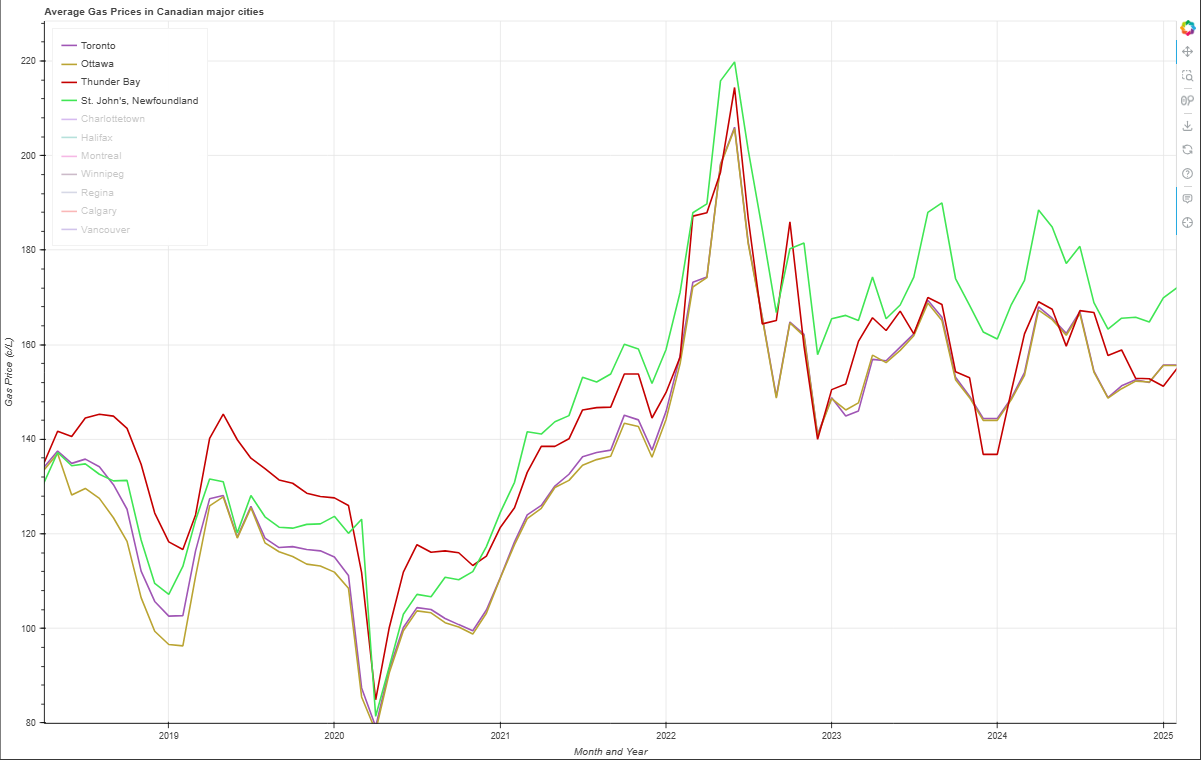 Average Gas Prices in Canadian major cities
Toronto
Ottawa
Thunder Bay
St. John's, Newfoundland
Charlottetown
Halifax
Montreal
Winnipeg
Regina
Calgary
Vancouver
220
200
180
160
140
120
100
80
Gas Price (¢/L)
2019 2020 2021 2022 2023 2024 2025
Month and Year